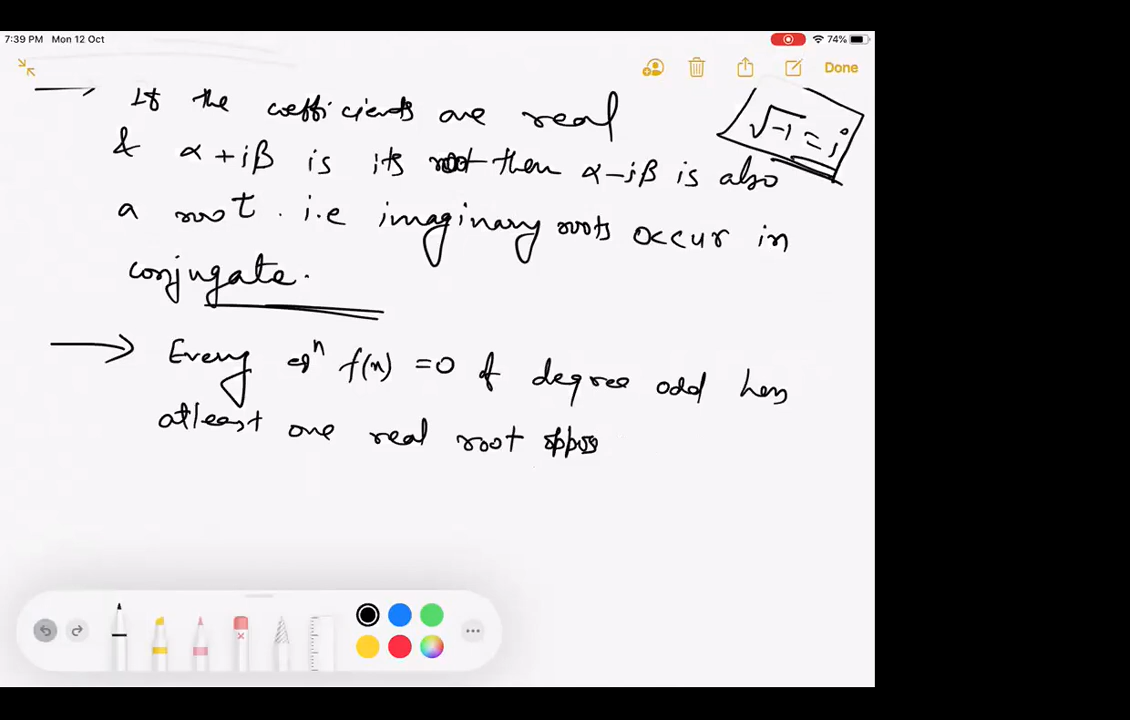 7:39 PM Mon 12 Oct
74%
Done
→ If the coefficients are real
√-1 = i
& α+iβ is its root then α-iβ is also
a root. i.e imaginary roots occur in
conjugate.
→ Every eqⁿ f(x) = 0 of degree odd has
atleast one real root oppos